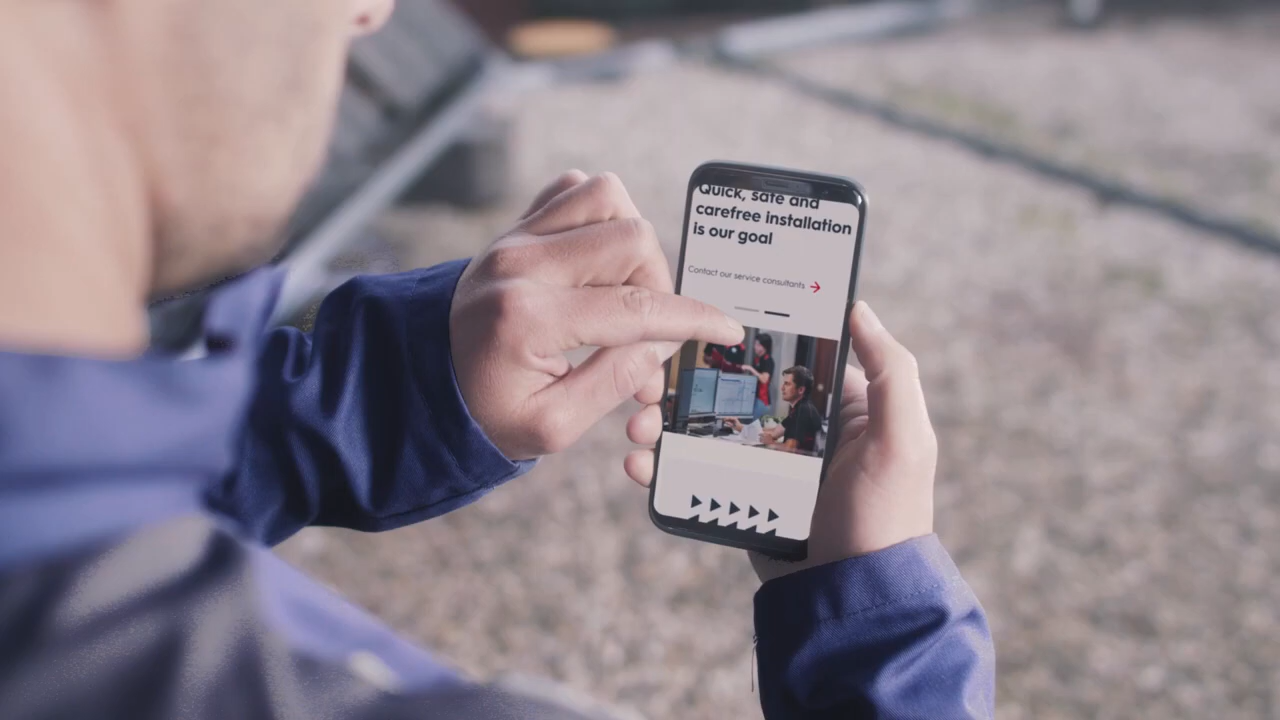 Quick, safe and
carefree installation
is our goal
Contact our service consultants